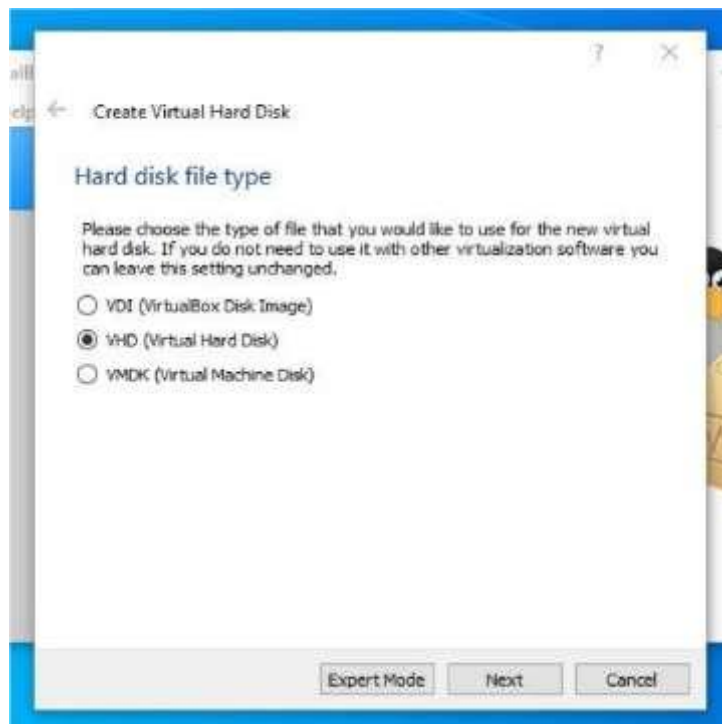 Create Virtual Hard Disk
Hard disk file type
Please choose the type of file that you would like to use for the new virtual
hard disk. If you do not need to use it with other virtualization software you
can leave this setting unchanged.
VDI (VirtualBox Disk Image)
VHD (Virtual Hard Disk)
VMDK (Virtual Machine Disk)
Expert Mode Next Cancel